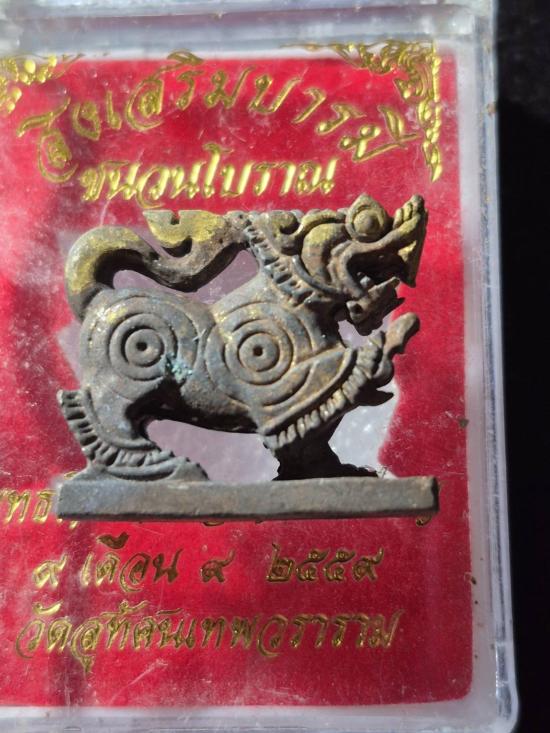 สิงเสริมบารมี
ชนวนโบราณ
๙ เดือน ๙ ๒๕๕๙
วัดสุทัศนเทพวราราม